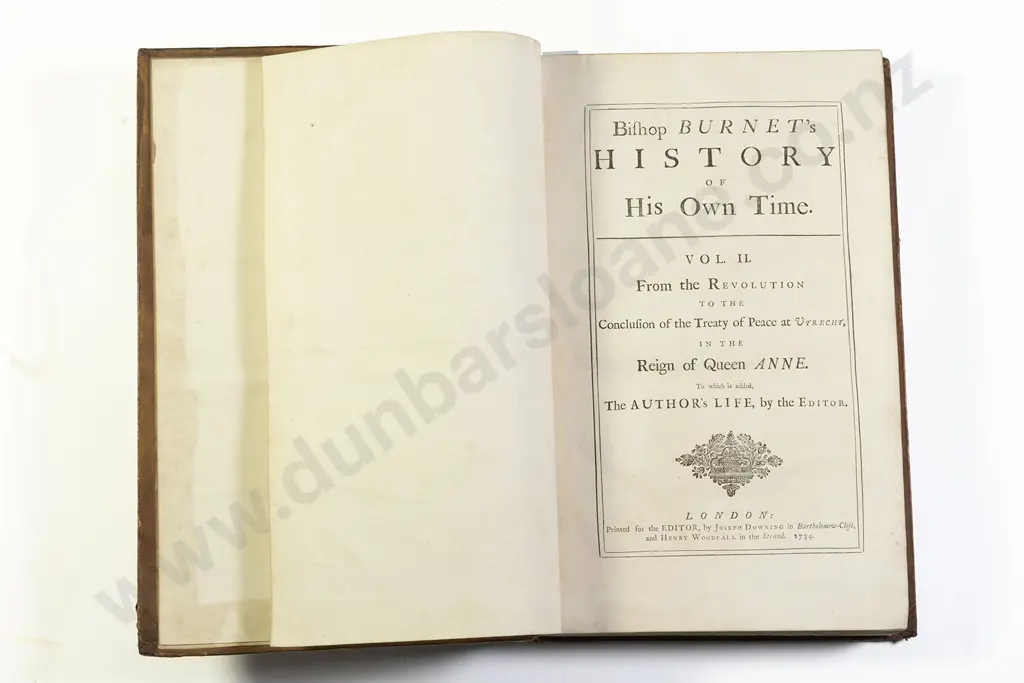 Biſhop BURNET's
HISTORY
OF
His Own Time.
VOL. II.
From the REVOLUTION
TO THE
Concluſion of the Treaty of Peace at UTRECHT,
IN THE
Reign of Queen ANNE.
To which is added,
The AUTHOR's LIFE, by the EDITOR.
LONDON:
Printed for the EDITOR, by JOSEPH DOWNING in Bartholomew-Cloſe,
and HENRY WOODFALL in the Strand. 1734.
www.dunbarsloane.co.nz